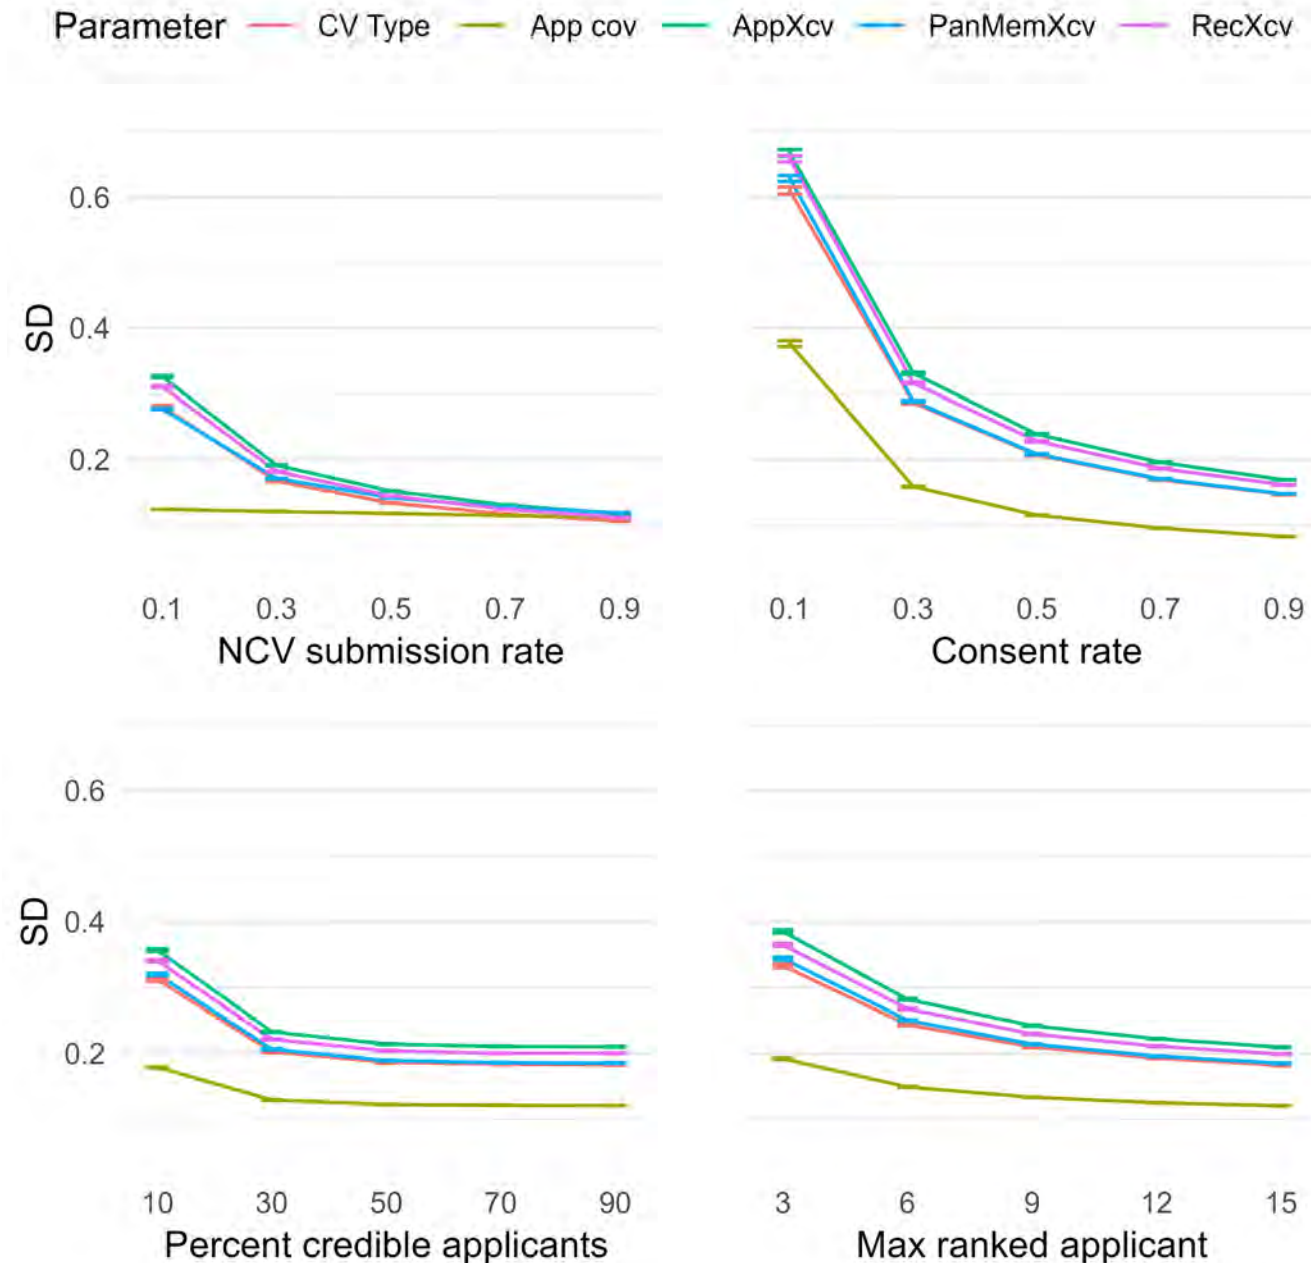 Parameter CV Type App cov AppXcv PanMemXcv RecXcv
SD
0.6
0.4
0.2
0.1 0.3 0.5 0.7 0.9
NCV submission rate
0.1 0.3 0.5 0.7 0.9
Consent rate
SD
0.6
0.4
0.2
10 30 50 70 90
Percent credible applicants
3 6 9 12 15
Max ranked applicant